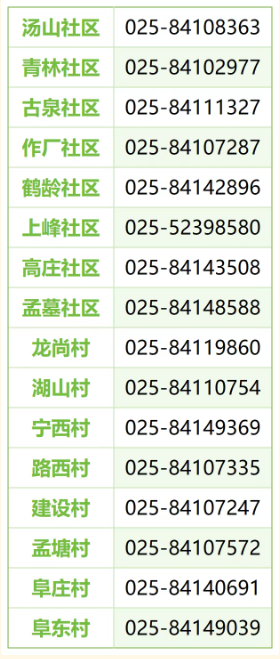 汤山社区 025-84108363
青林社区 025-84102977
古泉社区 025-84111327
作厂社区 025-84107287
鹤龄社区 025-84142896
上峰社区 025-52398580
高庄社区 025-84143508
孟墓社区 025-84148588
龙尚村 025-84119860
湖山村 025-84110754
宁西村 025-84149369
路西村 025-84107335
建设村 025-84107247
孟塘村 025-84107572
阜庄村 025-84140691
阜东村 025-84149039